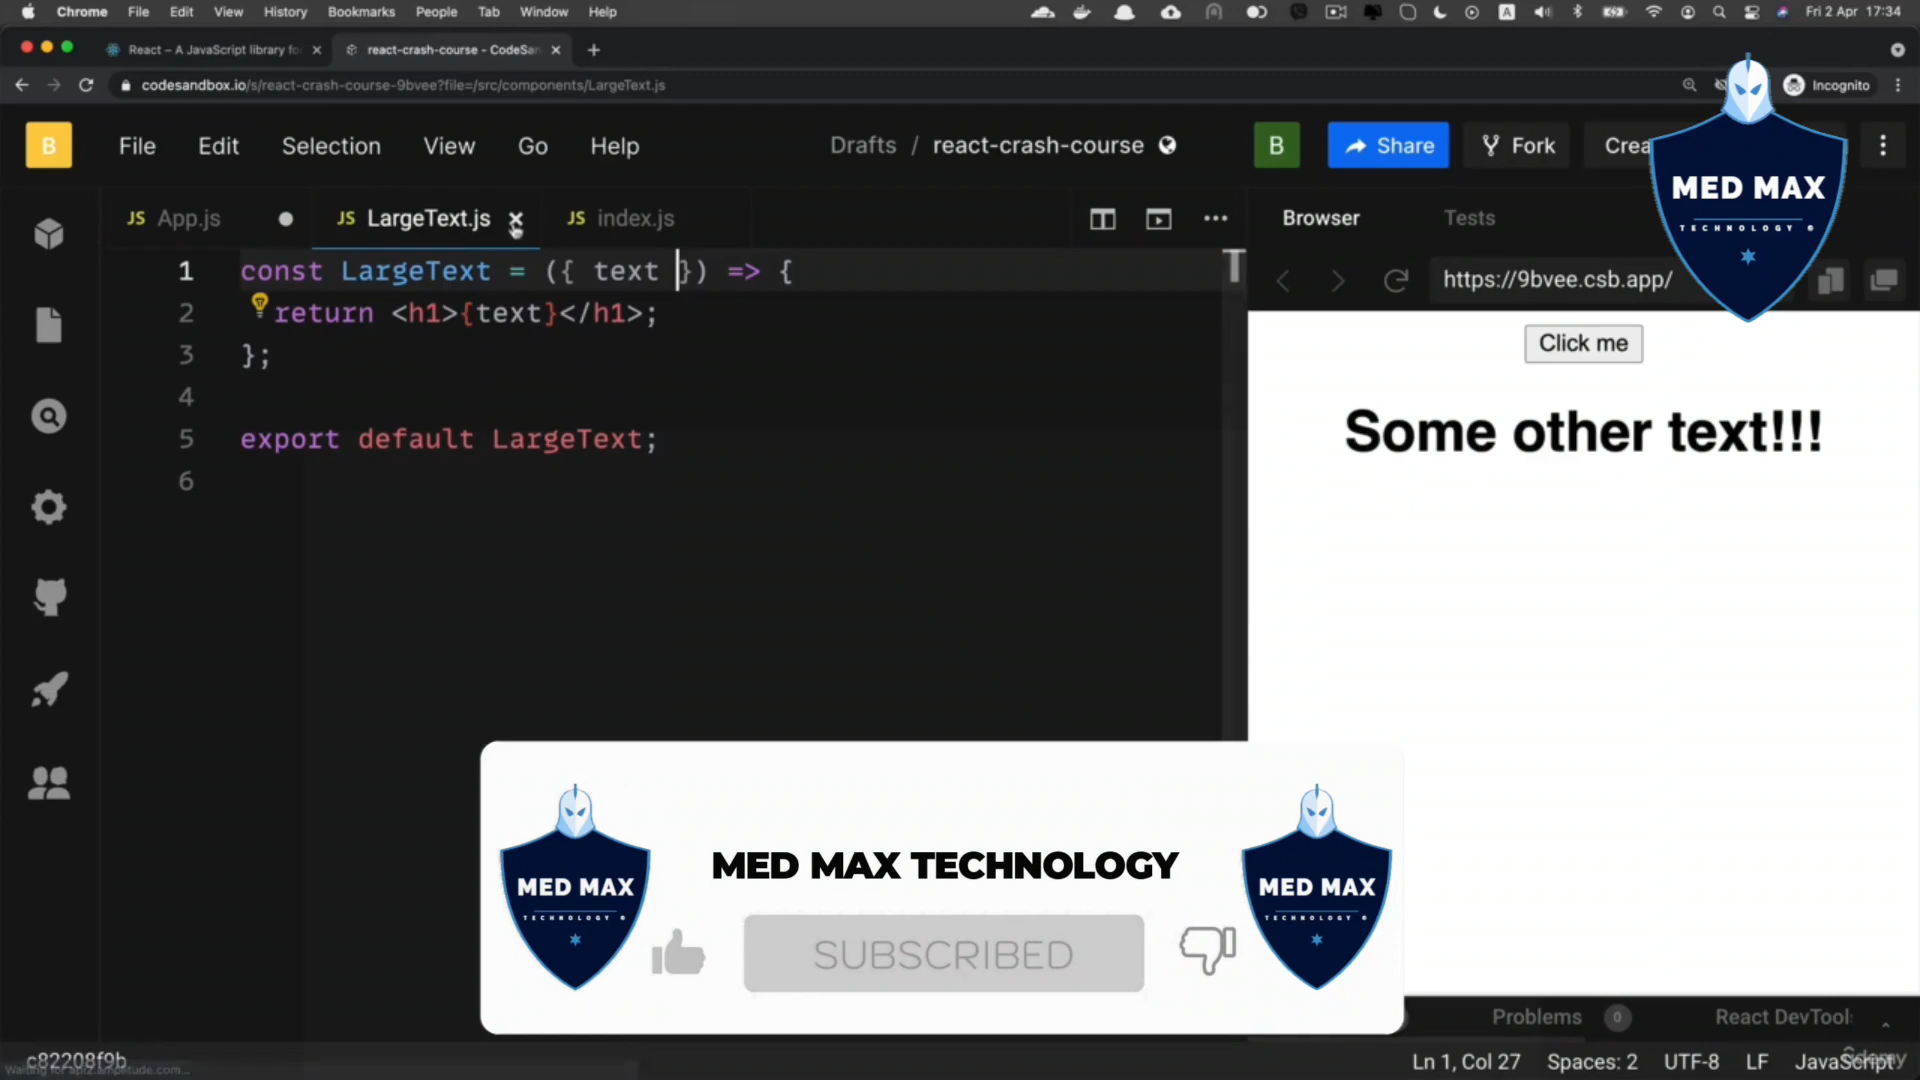 Chrome File Edit View History Bookmarks People Tab Window Help A Fri 2 Apr 17:34
React – A JavaScript library fo react-crash-course - CodeSan
codesandbox.io/s/react-crash-course-9bvee?file=/src/components/LargeText.js Incognito
B File Edit Selection View Go Help Drafts / react-crash-course B Share Fork Crea
MED MAX
TECHNOLOGY ®
JS App.js JS LargeText.js JS index.js Browser Tests
https://9bvee.csb.app/
1 const LargeText = ({ text }) => {
2 return <h1>{text}</h1>;
3 };
4
5 export default LargeText;
6
Click me
Some other text!!!
MED MAX
TECHNOLOGY ®
MED MAX TECHNOLOGY
SUBSCRIBED
MED MAX
TECHNOLOGY ®
Problems 0 React DevTool
c82208f9b
Ln 1, Col 27 Spaces: 2 UTF-8 LF JavaScript
Udemy